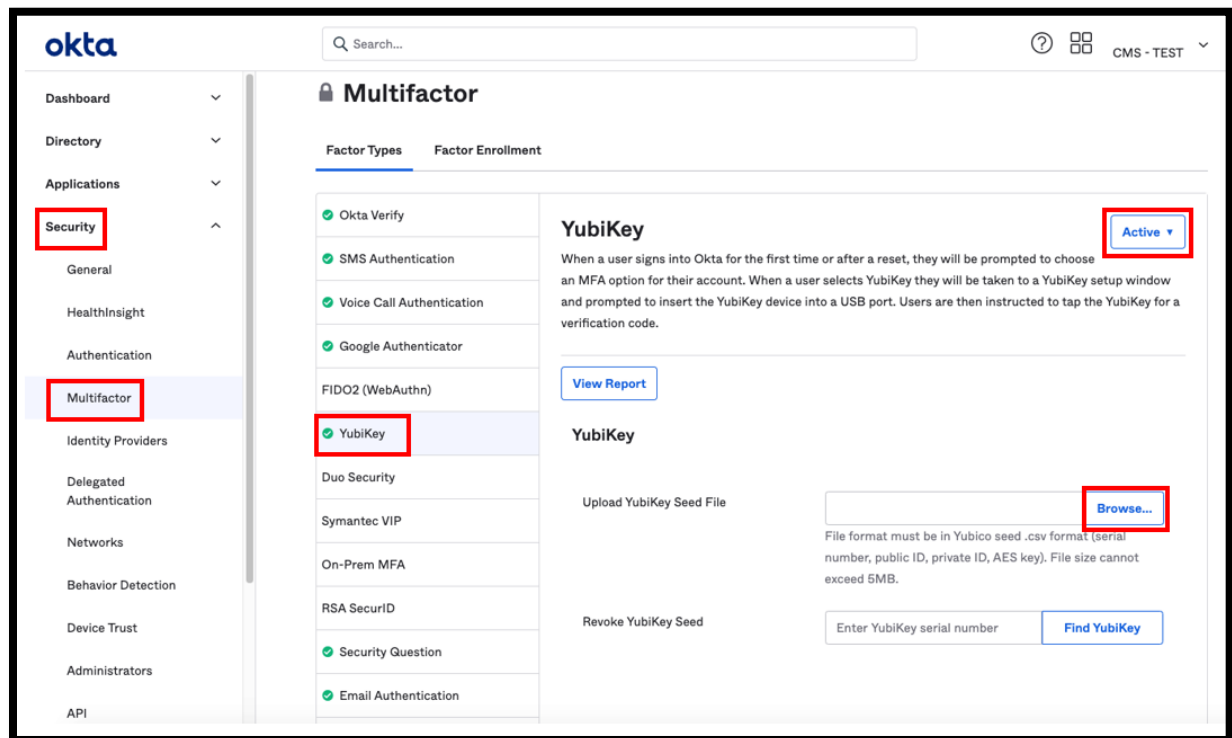 okta
Search...
CMS - TEST
Dashboard
Directory
Applications
Security
General
HealthInsight
Authentication
Multifactor
Identity Providers
Delegated
Authentication
Networks
Behavior Detection
Device Trust
Administrators
API
Multifactor
Factor Types
Factor Enrollment
Okta Verify
SMS Authentication
Voice Call Authentication
Google Authenticator
FIDO2 (WebAuthn)
YubiKey
Duo Security
Symantec VIP
On-Prem MFA
RSA SecurID
Security Question
Email Authentication
YubiKey
Active
When a user signs into Okta for the first time or after a reset, they will be prompted to choose
an MFA option for their account. When a user selects YubiKey they will be taken to a YubiKey setup window
and prompted to insert the YubiKey device into a USB port. Users are then instructed to tap the YubiKey for a
verification code.
View Report
YubiKey
Upload YubiKey Seed File
Browse...
File format must be in Yubico seed .csv format (serial
number, public ID, private ID, AES key). File size cannot
exceed 5MB.
Revoke YubiKey Seed
Enter YubiKey serial number
Find YubiKey